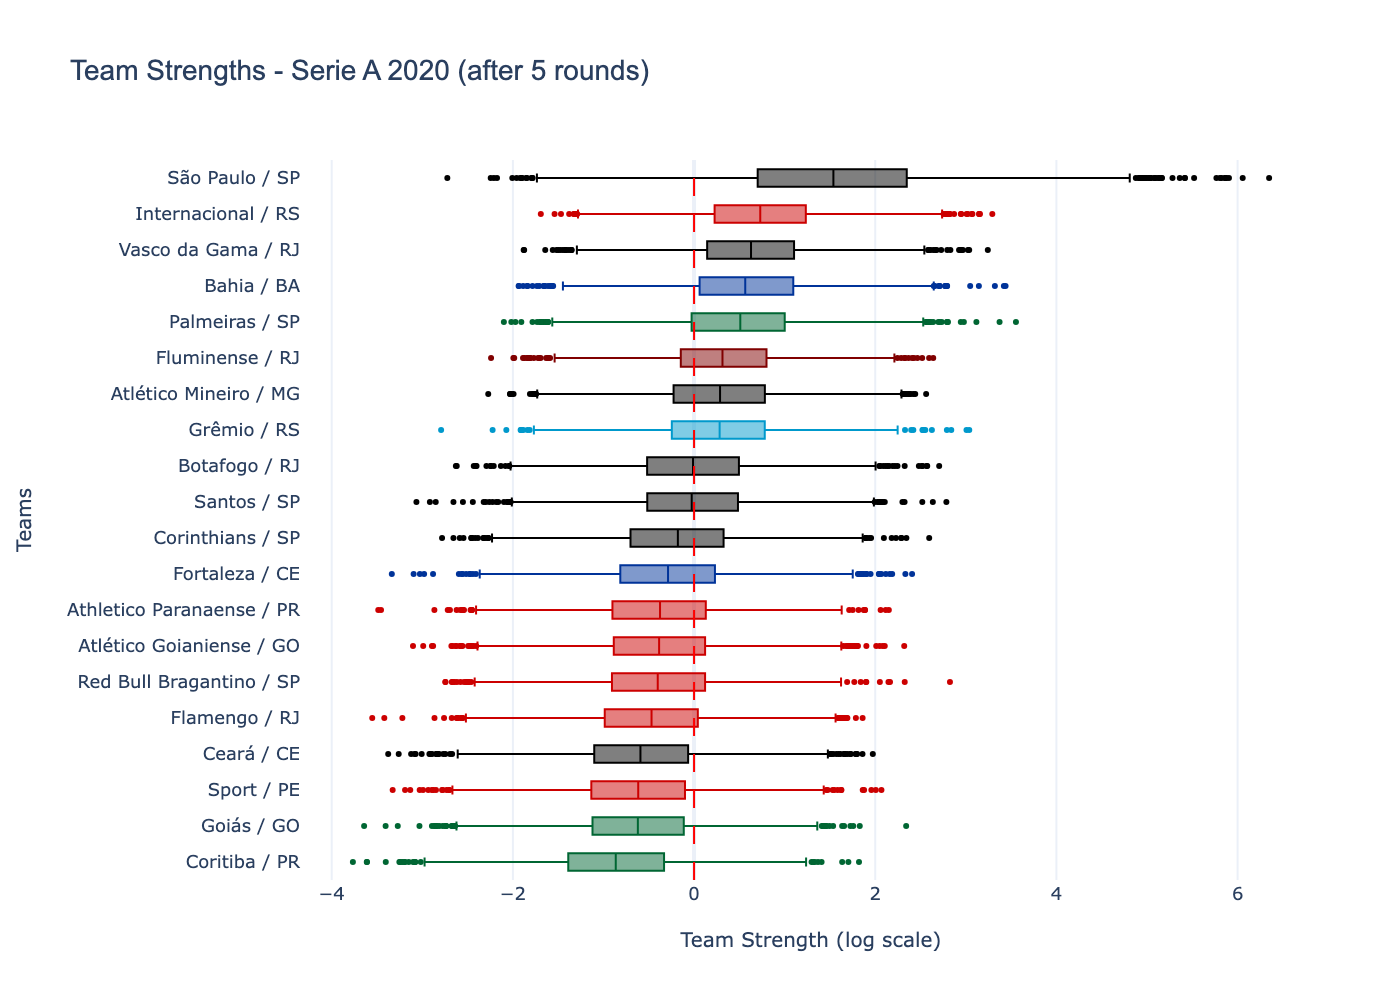 Team Strengths - Serie A 2020 (after 5 rounds)
São Paulo / SP
Internacional / RS
Vasco da Gama / RJ
Bahia / BA
Palmeiras / SP
Fluminense / RJ
Atlético Mineiro / MG
Grêmio / RS
Botafogo / RJ
Santos / SP
Corinthians / SP
Fortaleza / CE
Athletico Paranaense / PR
Atlético Goianiense / GO
Red Bull Bragantino / SP
Flamengo / RJ
Ceará / CE
Sport / PE
Goiás / GO
Coritiba / PR
Teams
−4 −2 0 2 4 6
Team Strength (log scale)